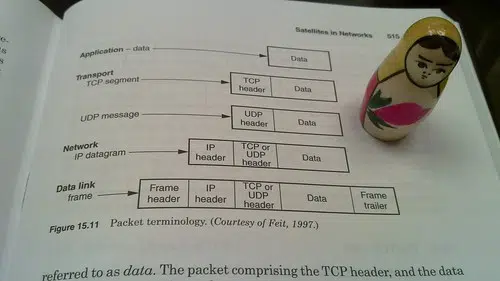 Satellites in Networks 515
Application – data
Data
Transport
TCP segment
TCP header
Data
UDP message
UDP header
Data
Network
IP datagram
IP header
TCP or UDP header
Data
Data link
frame
Frame header
IP header
TCP or UDP header
Data
Frame trailer
Figure 15.11 Packet terminology. (Courtesy of Feit, 1997.)
referred to as data. The packet comprising the TCP header, and the data